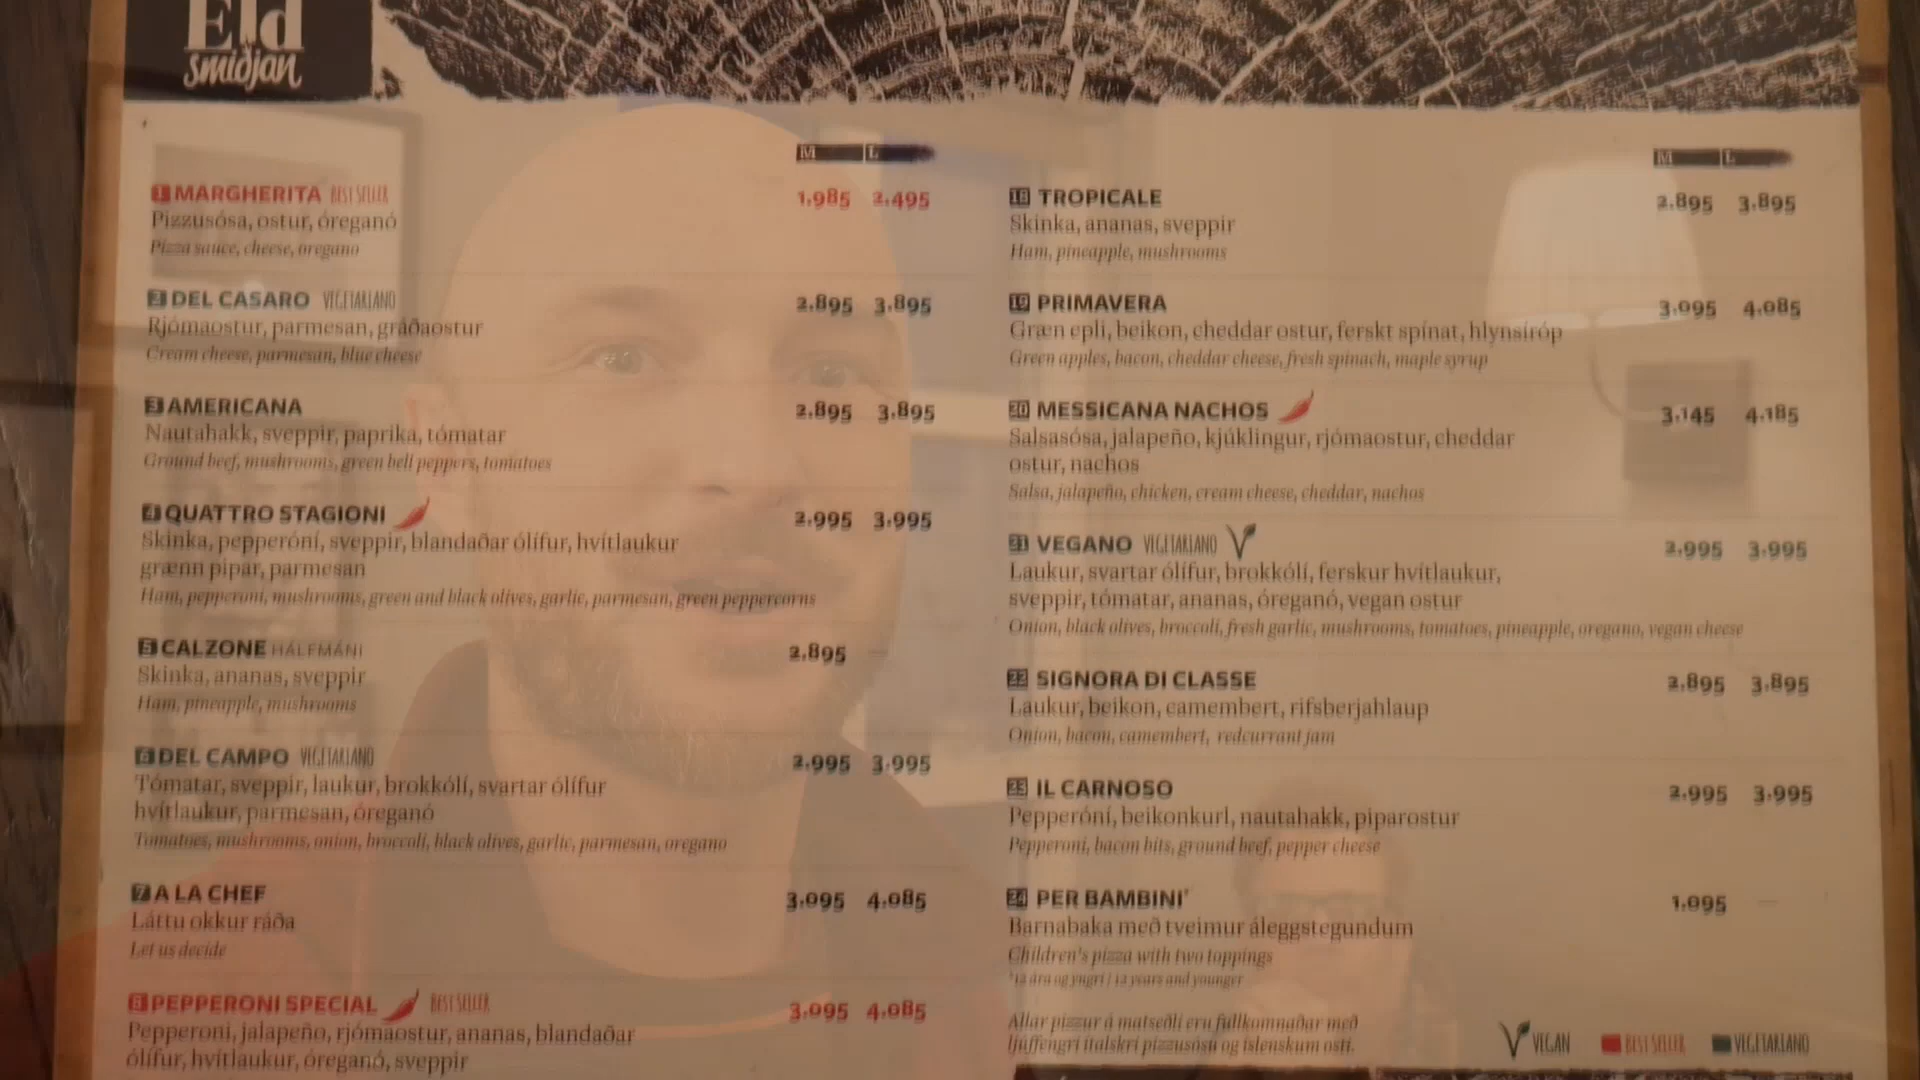 Eld
smiðjan
M L
1 MARGHERITA BEST SELLER 1.985 2.495
Pizzusósa, ostur, óreganó
Pizza sauce, cheese, oregano
2 DEL CASARO VEGETARIANO 2.895 3.895
Rjómaostur, parmesan, gráðaostur
Cream cheese, parmesan, blue cheese
3 AMERICANA 2.895 3.895
Nautahakk, sveppir, paprika, tómatar
Ground beef, mushrooms, green bell peppers, tomatoes
4 QUATTRO STAGIONI 2.995 3.995
Skinka, pepperóní, sveppir, blandaðar ólífur, hvítlaukur
grænn pipar, parmesan
Ham, pepperoni, mushrooms, green and black olives, garlic, parmesan, green peppercorns
5 CALZONE HÁLFMÁNI 2.895 –
Skinka, ananas, sveppir
Ham, pineapple, mushrooms
6 DEL CAMPO VEGETARIANO 2.995 3.995
Tómatar, sveppir, laukur, brokkólí, svartar ólífur
hvítlaukur, parmesan, óreganó
Tomatoes, mushrooms, onion, broccoli, black olives, garlic, parmesan, oregano
7 A LA CHEF 3.095 4.085
Láttu okkur ráða
Let us decide
8 PEPPERONI SPECIAL BEST SELLER 3.095 4.085
Pepperoni, jalapeño, rjómaostur, ananas, blandaðar
ólífur, hvítlaukur, óreganó, sveppir
M L
18 TROPICALE 2.895 3.895
Skinka, ananas, sveppir
Ham, pineapple, mushrooms
19 PRIMAVERA 3.095 4.085
Græn epli, beikon, cheddar ostur, ferskt spínat, hlynsíróp
Green apples, bacon, cheddar cheese, fresh spinach, maple syrup
20 MESSICANA NACHOS 3.145 4.185
Salsasósa, jalapeño, kjúklingur, rjómaostur, cheddar
ostur, nachos
Salsa, jalapeño, chicken, cream cheese, cheddar, nachos
21 VEGANO VEGETARIANO V 2.995 3.995
Laukur, svartar ólífur, brokkólí, ferskur hvítlaukur,
sveppir, tómatar, ananas, óreganó, vegan ostur
Onion, black olives, broccoli, fresh garlic, mushrooms, tomatoes, pineapple, oregano, vegan cheese
22 SIGNORA DI CLASSE 2.895 3.895
Laukur, beikon, camembert, rifsberjahlaup
Onion, bacon, camembert, redcurrant jam
23 IL CARNOSO 2.995 3.995
Pepperóní, beikonkurl, nautahakk, piparostur
Pepperoni, bacon bits, ground beef, pepper cheese
24 PER BAMBINI* 1.095 –
Barnabaka með tveimur áleggstegundum
Children's pizza with two toppings
*12 ára og yngri / 12 years and younger
Allar pizzur á matseðli eru fullkomnaðar með
ljúffengri ítalskri pizzusósu og íslenskum osti.
V VEGAN BEST SELLER VEGETARIANO